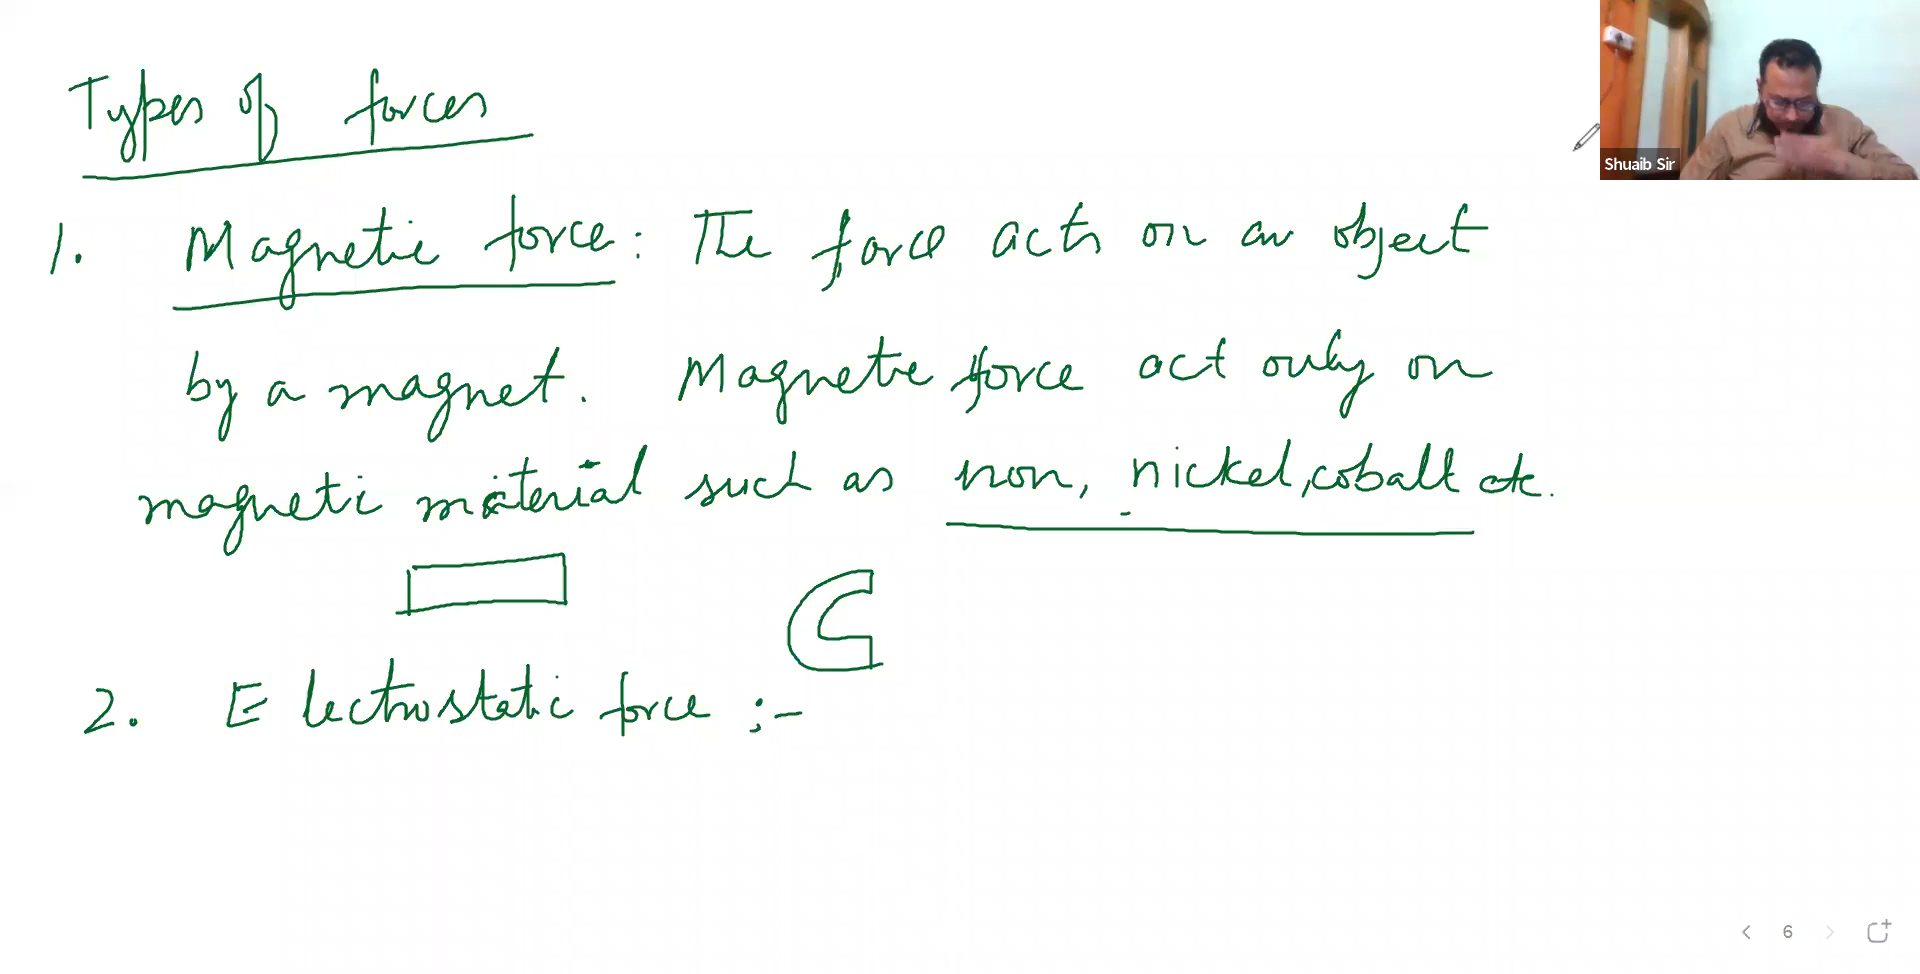 Types of forces
Shuaib Sir
1. Magnetic force: The force acts on an object
by a magnet. Magnetic force act only on
magnetic material such as iron, nickel, cobalt etc.
2. Electrostatic force :-
6